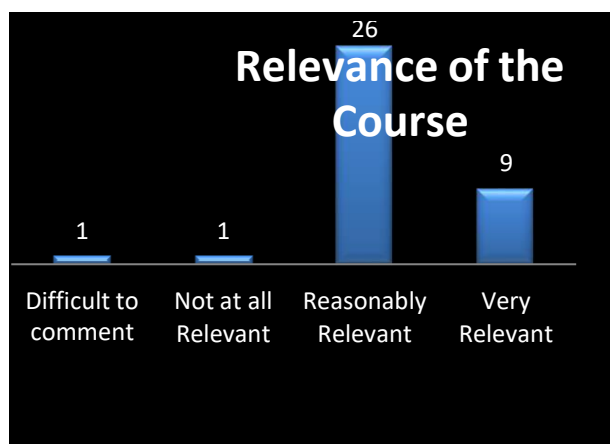 Relevance of the
Course
26
9
1
1
Difficult to
comment
Not at all
Relevant
Reasonably
Relevant
Very
Relevant